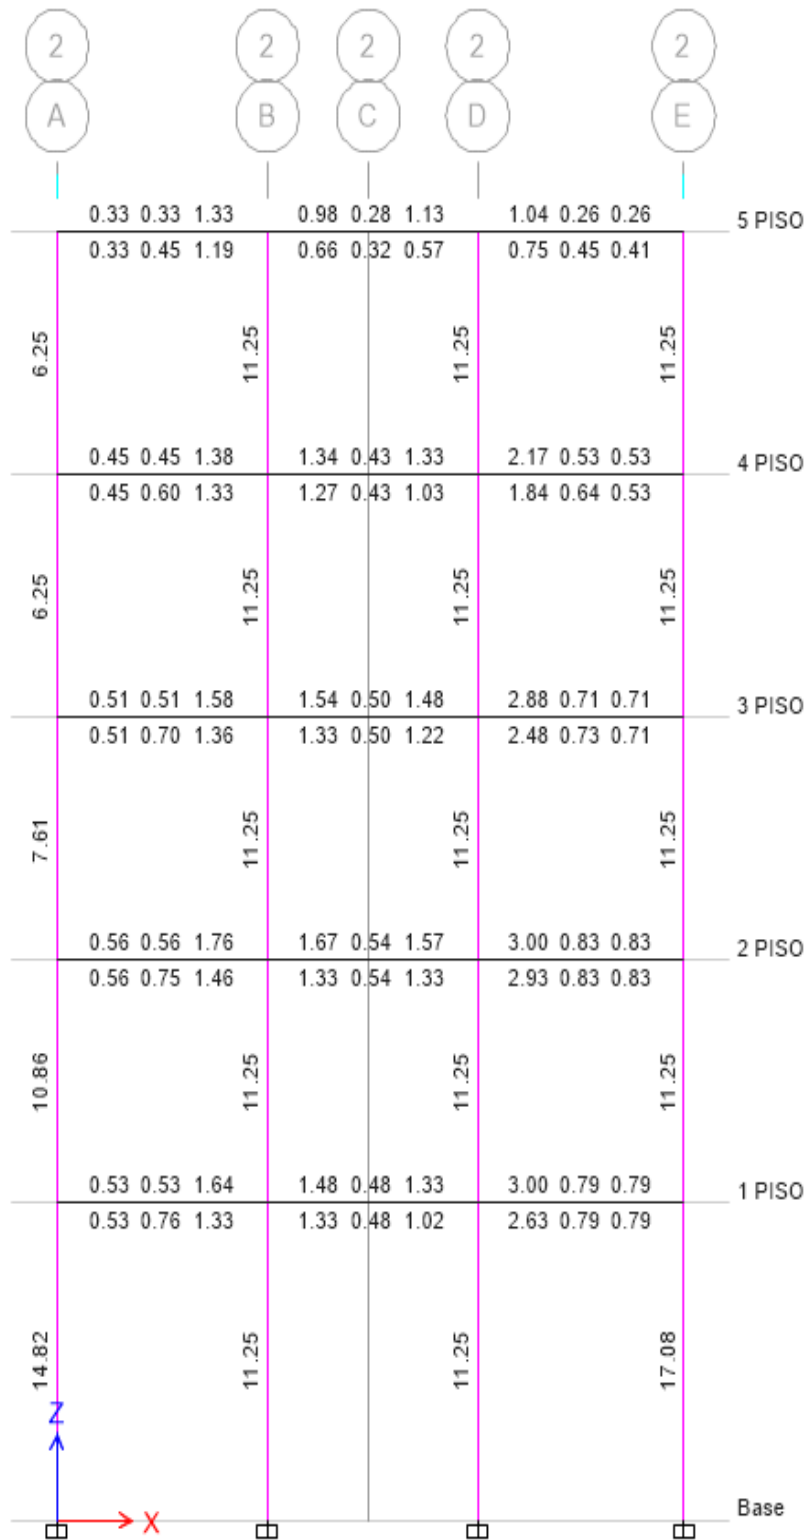 2 2 2 2 2
A B C D E
0.33 0.33 1.33 0.98 0.28 1.13 1.04 0.26 0.26
5 PISO
0.33 0.45 1.19 0.66 0.32 0.57 0.75 0.45 0.41
6.25 11.25 11.25 11.25
0.45 0.45 1.38 1.34 0.43 1.33 2.17 0.53 0.53
4 PISO
0.45 0.60 1.33 1.27 0.43 1.03 1.84 0.64 0.53
6.25 11.25 11.25 11.25
0.51 0.51 1.58 1.54 0.50 1.48 2.88 0.71 0.71
3 PISO
0.51 0.70 1.36 1.33 0.50 1.22 2.48 0.73 0.71
7.61 11.25 11.25 11.25
0.56 0.56 1.76 1.67 0.54 1.57 3.00 0.83 0.83
2 PISO
0.56 0.75 1.46 1.33 0.54 1.33 2.93 0.83 0.83
10.86 11.25 11.25 11.25
0.53 0.53 1.64 1.48 0.48 1.33 3.00 0.79 0.79
1 PISO
0.53 0.76 1.33 1.33 0.48 1.02 2.63 0.79 0.79
14.82 11.25 11.25 17.08
Z
Base
X